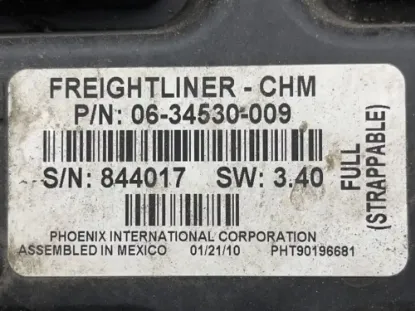 FREIGHTLINER - CHM
P/N: 06-34530-009
S/N: 844017 SW: 3.40
FULL
(STRAPPABLE)
PHOENIX INTERNATIONAL CORPORATION
ASSEMBLED IN MEXICO 01/21/10 PHT90196681